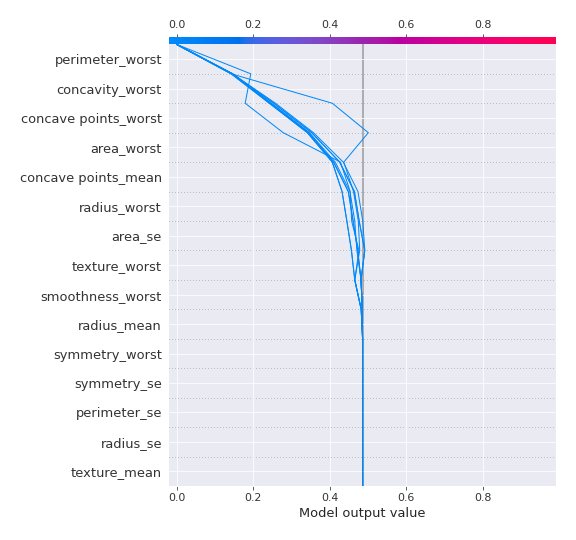 0.0 0.2 0.4 0.6 0.8
perimeter_worst
concavity_worst
concave points_worst
area_worst
concave points_mean
radius_worst
area_se
texture_worst
smoothness_worst
radius_mean
symmetry_worst
symmetry_se
perimeter_se
radius_se
texture_mean
0.0 0.2 0.4 0.6 0.8
Model output value